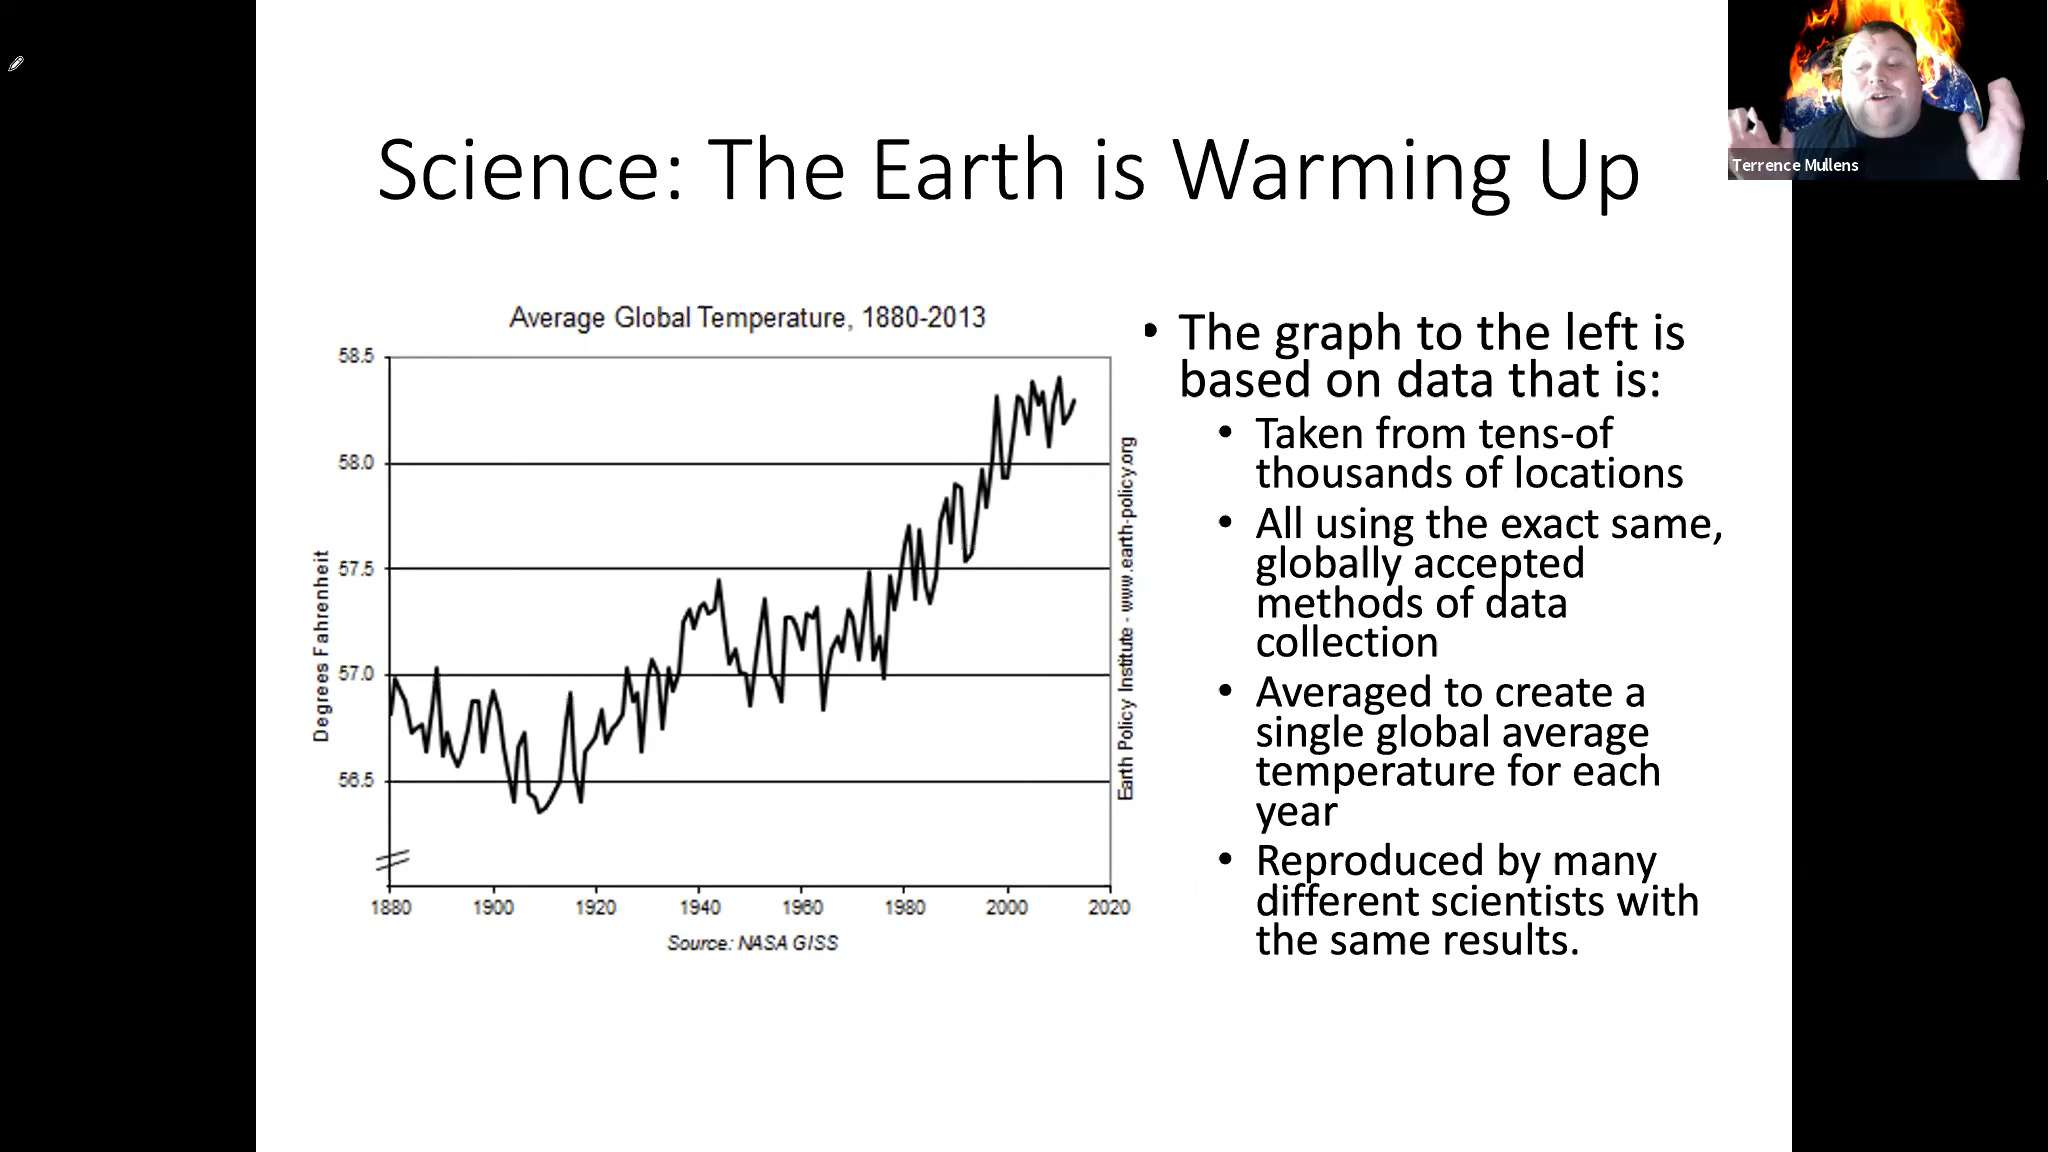 Terrence Mullens
Science: The Earth is Warming Up
Average Global Temperature, 1880-2013
58.5
58.0
57.5
57.0
56.5
Degrees Fahrenheit
1880 1900 1920 1940 1960 1980 2000 2020
Source: NASA GISS
Earth Policy Institute - www.earth-policy.org
• The graph to the left is
based on data that is:
• Taken from tens-of
thousands of locations
• All using the exact same,
globally accepted
methods of data
collection
• Averaged to create a
single global average
temperature for each
year
• Reproduced by many
different scientists with
the same results.